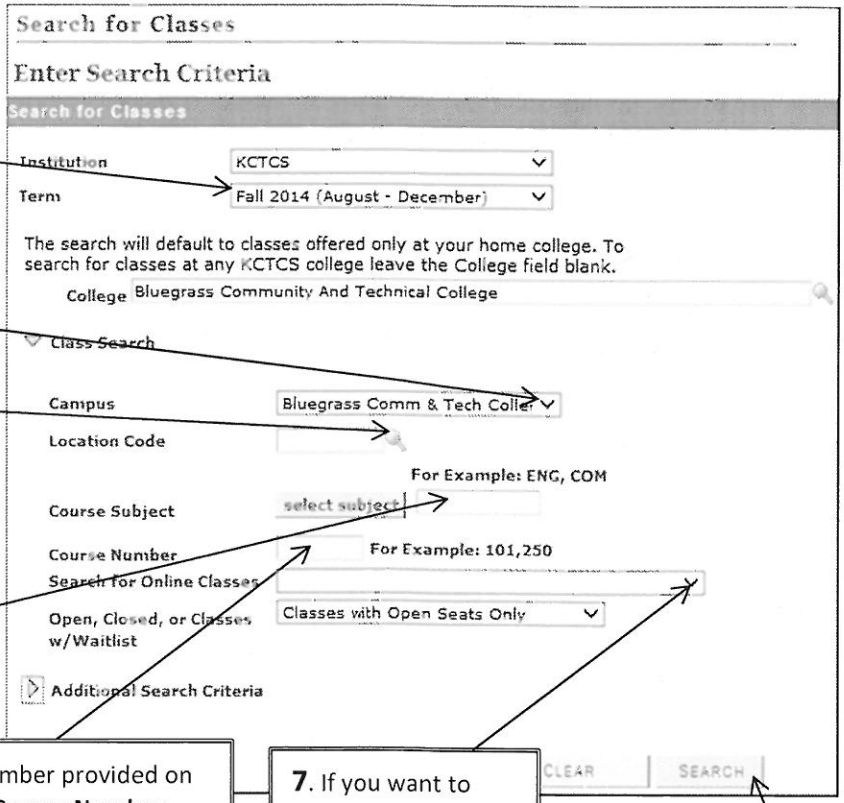 Search for Classes
Enter Search Criteria
Search for Classes
Institution KCTCS
Term Fall 2014 (August - December)
The search will default to classes offered only at your home college. To
search for classes at any KCTCS college leave the College field blank.
College Bluegrass Community And Technical College
Class Search
Campus Bluegrass Comm & Tech Coller
Location Code
For Example: ENG, COM
Course Subject select subject
Course Number For Example: 101,250
Search for Online Classes
Open, Closed, or Classes Classes with Open Seats Only
w/Waitlist
Additional Search Criteria
CLEAR SEARCH
mber provided on
7. If you want to